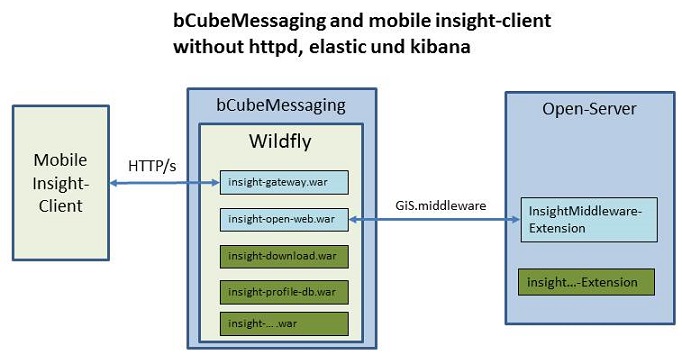 bCubeMessaging and mobile insight-client
without httpd, elastic und kibana
Mobile
Insight-
Client
HTTP/s
bCubeMessaging
Wildfly
insight-gateway.war
insight-open-web.war
insight-download.war
insight-profile-db.war
insight-... .war
GiS.middleware
Open-Server
InsightMiddleware-
Extension
insight...-Extension